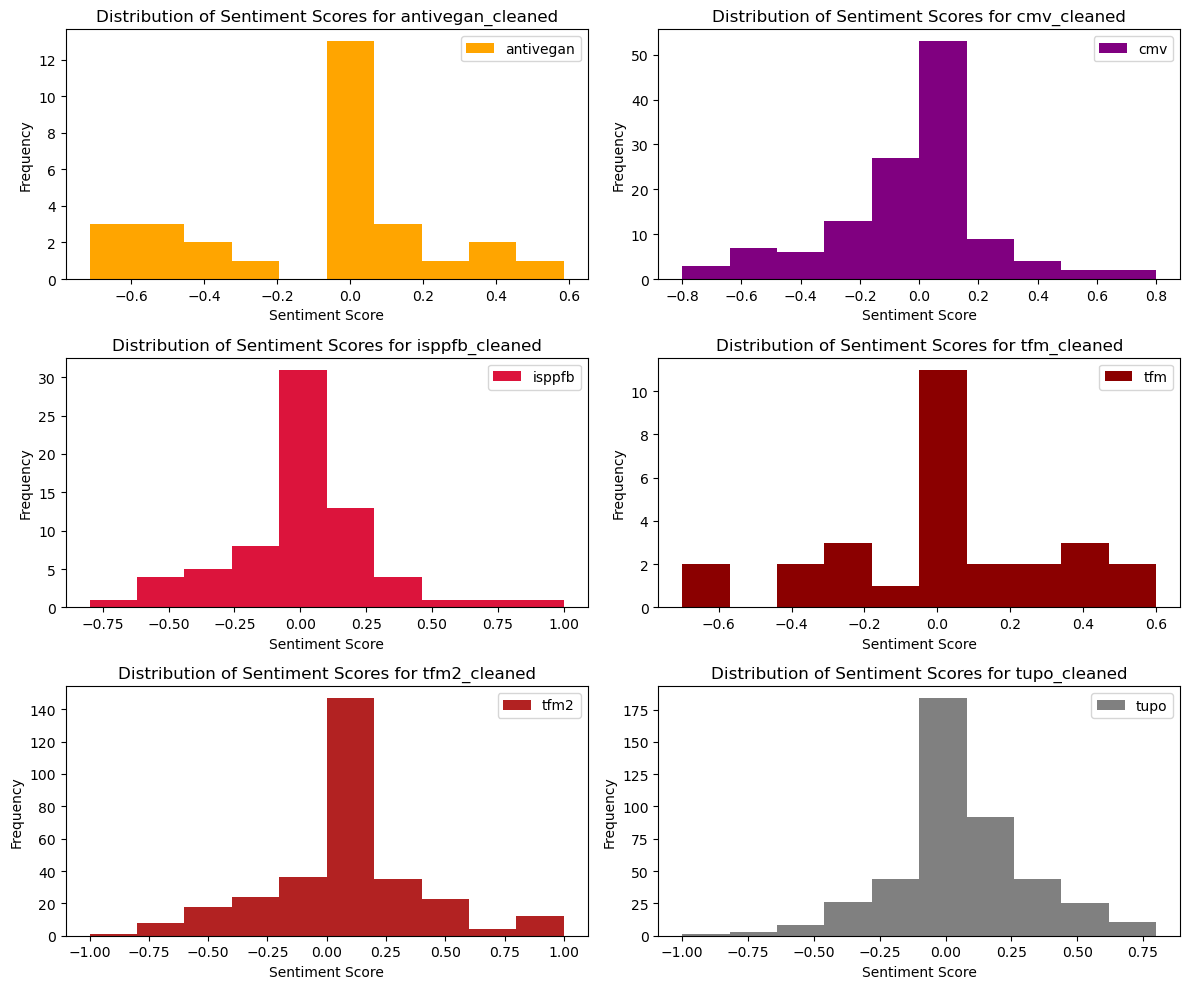 Distribution of Sentiment Scores for antivegan_cleaned
antivegan
Frequency
12
10
8
6
4
2
0
−0.6 −0.4 −0.2 0.0 0.2 0.4 0.6
Sentiment Score
Distribution of Sentiment Scores for cmv_cleaned
cmv
Frequency
50
40
30
20
10
0
−0.8 −0.6 −0.4 −0.2 0.0 0.2 0.4 0.6 0.8
Sentiment Score
Distribution of Sentiment Scores for isppfb_cleaned
isppfb
Frequency
30
25
20
15
10
5
0
−0.75 −0.50 −0.25 0.00 0.25 0.50 0.75 1.00
Sentiment Score
Distribution of Sentiment Scores for tfm_cleaned
tfm
Frequency
10
8
6
4
2
0
−0.6 −0.4 −0.2 0.0 0.2 0.4 0.6
Sentiment Score
Distribution of Sentiment Scores for tfm2_cleaned
tfm2
Frequency
140
120
100
80
60
40
20
0
−1.00 −0.75 −0.50 −0.25 0.00 0.25 0.50 0.75 1.00
Sentiment Score
Distribution of Sentiment Scores for tupo_cleaned
tupo
Frequency
175
150
125
100
75
50
25
0
−1.00 −0.75 −0.50 −0.25 0.00 0.25 0.50 0.75
Sentiment Score